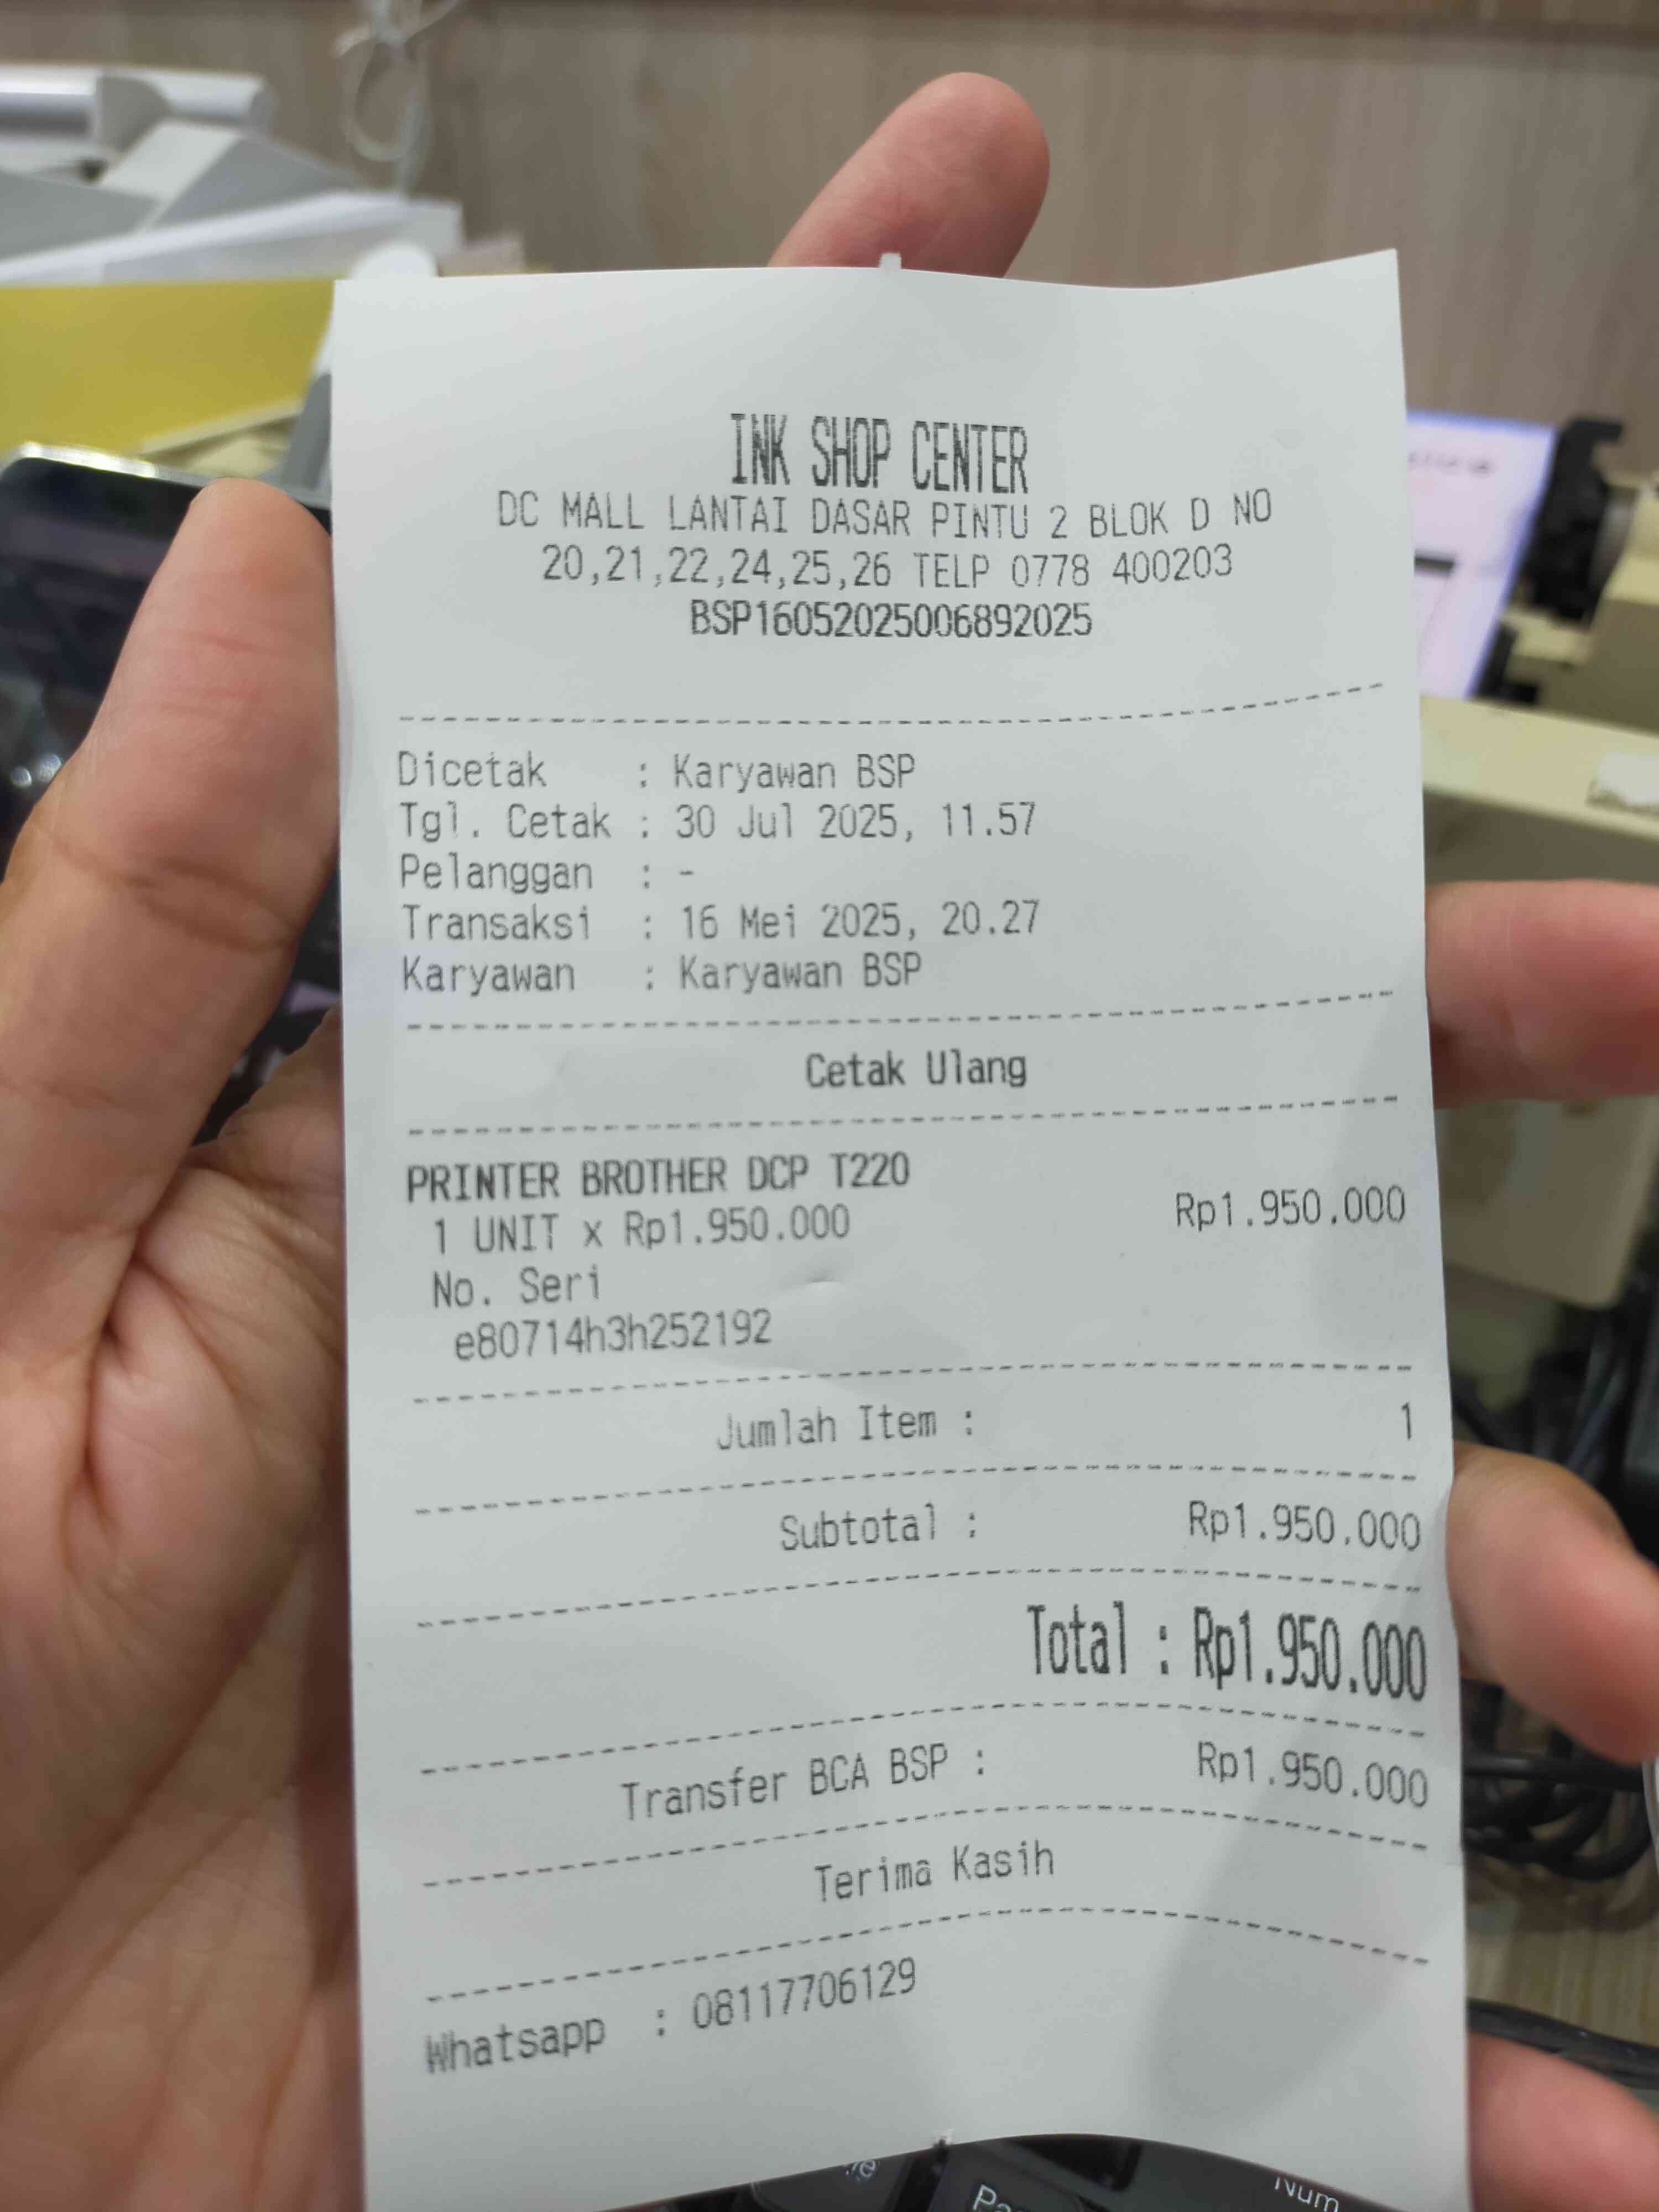 INK SHOP CENTER
DC MALL LANTAI DASAR PINTU 2 BLOK D NO
20,21,22,24,25,26 TELP 0778 400203
BSP16052025006892025
Dicetak : Karyawan BSP
Tgl. Cetak : 30 Jul 2025, 11.57
Pelanggan : -
Transaksi : 16 Mei 2025, 20.27
Karyawan : Karyawan BSP
Cetak Ulang
PRINTER BROTHER DCP T220
1 UNIT x Rp1.950.000 Rp1.950.000
No. Seri
e80714h3h252192
Jumlah Item : 1
Subtotal : Rp1.950.000
Total : Rp1.950.000
Transfer BCA BSP : Rp1.950.000
Terima Kasih
Whatsapp : 08117706129
Num